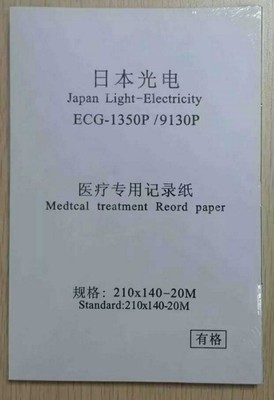 日本光电
Japan Light-Electricity
ECG-1350P /9130P
医疗专用记录纸
Medtcal treatment Reord paper
规格: 210x140-20M
Standard:210x140-20M
有格